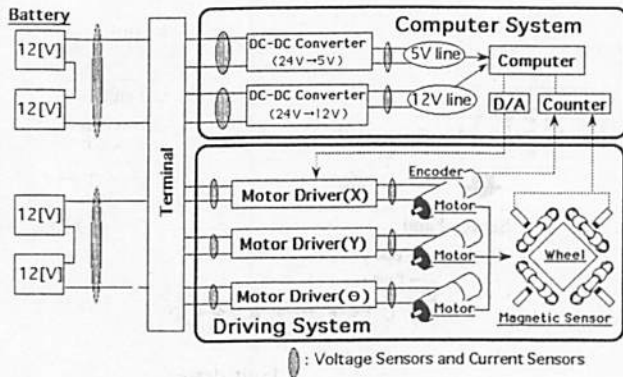 Battery
12[V]
12[V]
12[V]
12[V]
Terminal
Computer System
DC-DC Converter
(24V→5V)
5V line
Computer
DC-DC Converter
(24V→12V)
12V line
D/A
Counter
Encoder
Motor Driver(X)
Motor
Motor Driver(Y)
Motor
Wheel
Motor Driver(Θ)
Motor
Magnetic Sensor
Driving System
: Voltage Sensors and Current Sensors